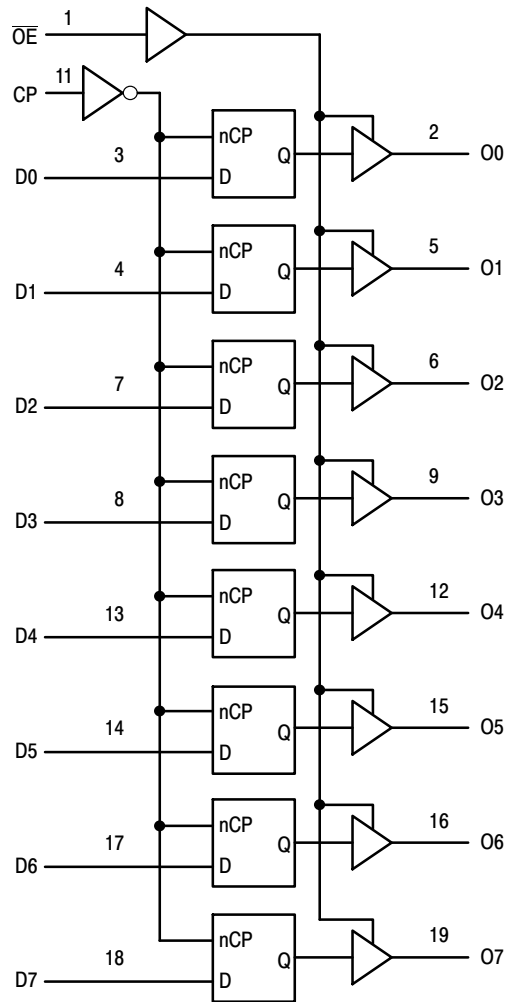 O̅E̅ 1
CP 11
nCP
D0 3 D Q 2 O0
nCP
D1 4 D Q 5 O1
nCP
D2 7 D Q 6 O2
nCP
D3 8 D Q 9 O3
nCP
D4 13 D Q 12 O4
nCP
D5 14 D Q 15 O5
nCP
D6 17 D Q 16 O6
nCP
D7 18 D Q 19 O7